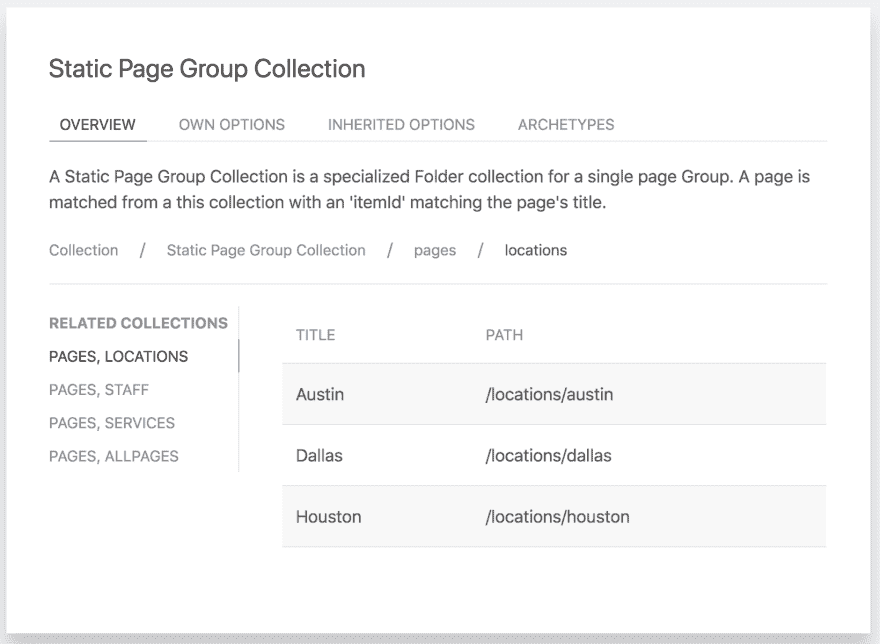 Static Page Group Collection
OVERVIEW OWN OPTIONS INHERITED OPTIONS ARCHETYPES
A Static Page Group Collection is a specialized Folder collection for a single page Group. A page is
matched from a this collection with an 'itemId' matching the page's title.
Collection / Static Page Group Collection / pages / locations
RELATED COLLECTIONS
PAGES, LOCATIONS
PAGES, STAFF
PAGES, SERVICES
PAGES, ALLPAGES
TITLE PATH
Austin /locations/austin
Dallas /locations/dallas
Houston /locations/houston